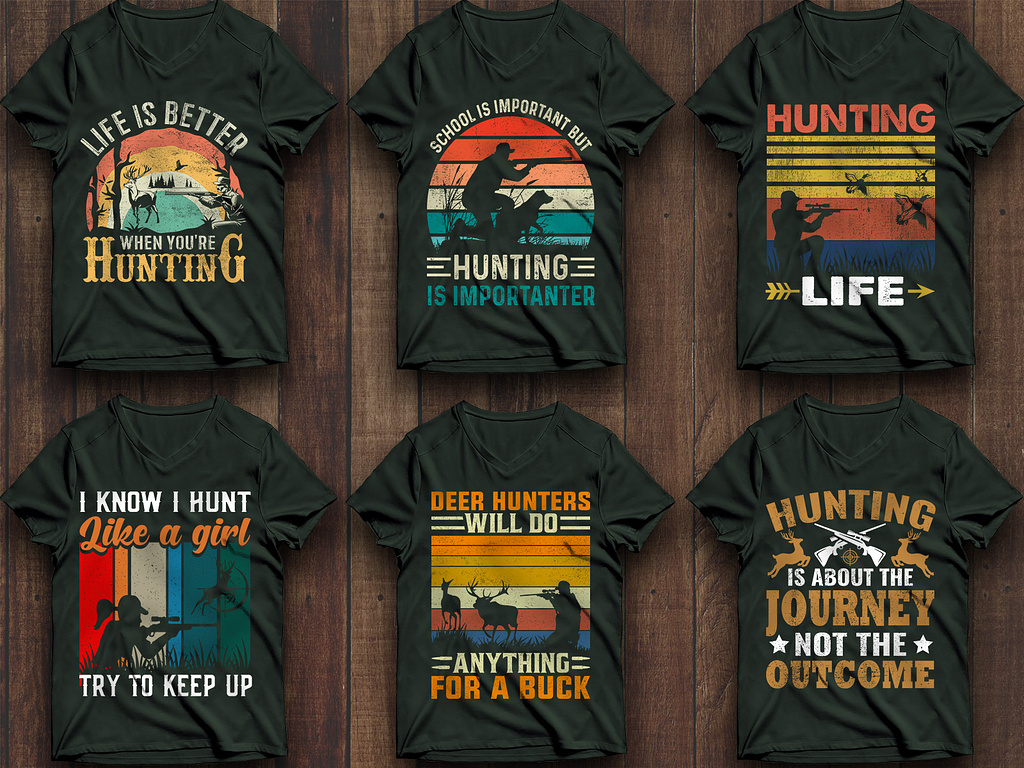 LIFE IS BETTER
WHEN YOU'RE
HUNTING
SCHOOL IS IMPORTANT BUT
HUNTING
IS IMPORTANTER
HUNTING
LIFE
I KNOW I HUNT
Like a girl
TRY TO KEEP UP
DEER HUNTERS
WILL DO
ANYTHING
FOR A BUCK
HUNTING
IS ABOUT THE
JOURNEY
NOT THE
OUTCOME